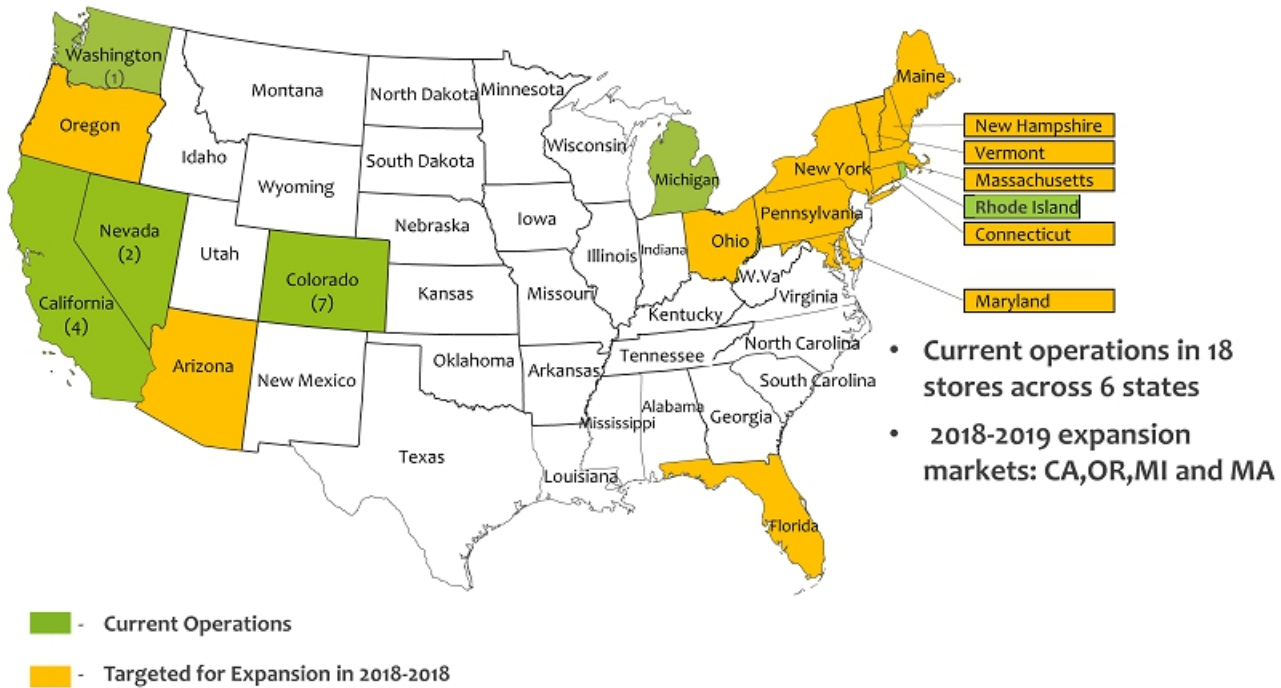 Washington
(1)
Oregon
Montana
Idaho
Wyoming
North Dakota
South Dakota
Minnesota
Wisconsin
Michigan
Nebraska
Iowa
Nevada
(2)
Utah
Colorado
(7)
California
(4)
Kansas
Missouri
Illinois
Indiana
Ohio
Kentucky
W.Va
Virginia
Pennsylvania
New York
Maine
New Hampshire
Vermont
Massachusetts
Rhode Island
Connecticut
Maryland
Arizona
New Mexico
Oklahoma
Arkansas
Tennessee
North Carolina
South Carolina
Mississippi
Alabama
Georgia
Texas
Louisiana
Florida
• Current operations in 18
stores across 6 states
• 2018-2019 expansion
markets: CA,OR,MI and MA
- Current Operations
- Targeted for Expansion in 2018-2018